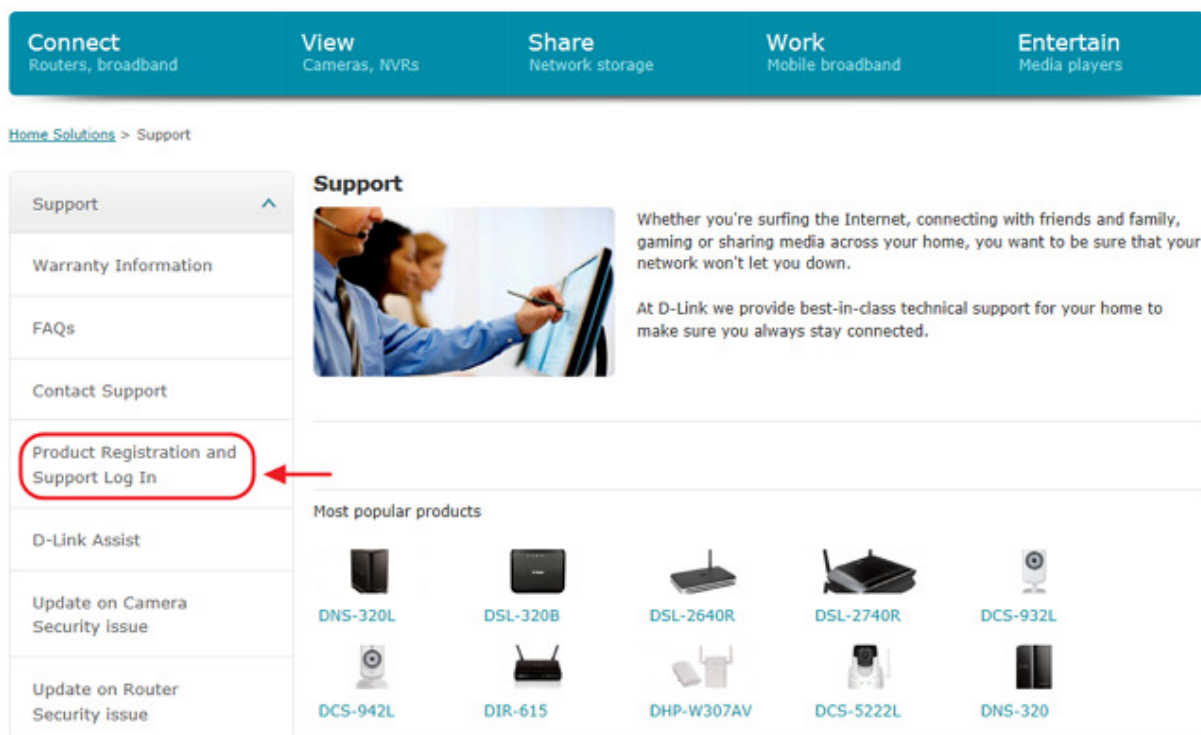 Connect
Routers, broadband
View
Cameras, NVRs
Share
Network storage
Work
Mobile broadband
Entertain
Media players
Home Solutions > Support
Support
Warranty Information
FAQs
Contact Support
Product Registration and
Support Log In
D-Link Assist
Update on Camera
Security issue
Update on Router
Security issue
Support
Whether you're surfing the Internet, connecting with friends and family,
gaming or sharing media across your home, you want to be sure that your
network won't let you down.
At D-Link we provide best-in-class technical support for your home to
make sure you always stay connected.
Most popular products
DNS-320L
DSL-320B
DSL-2640R
DSL-2740R
DCS-932L
DCS-942L
DIR-615
DHP-W307AV
DCS-5222L
DNS-320